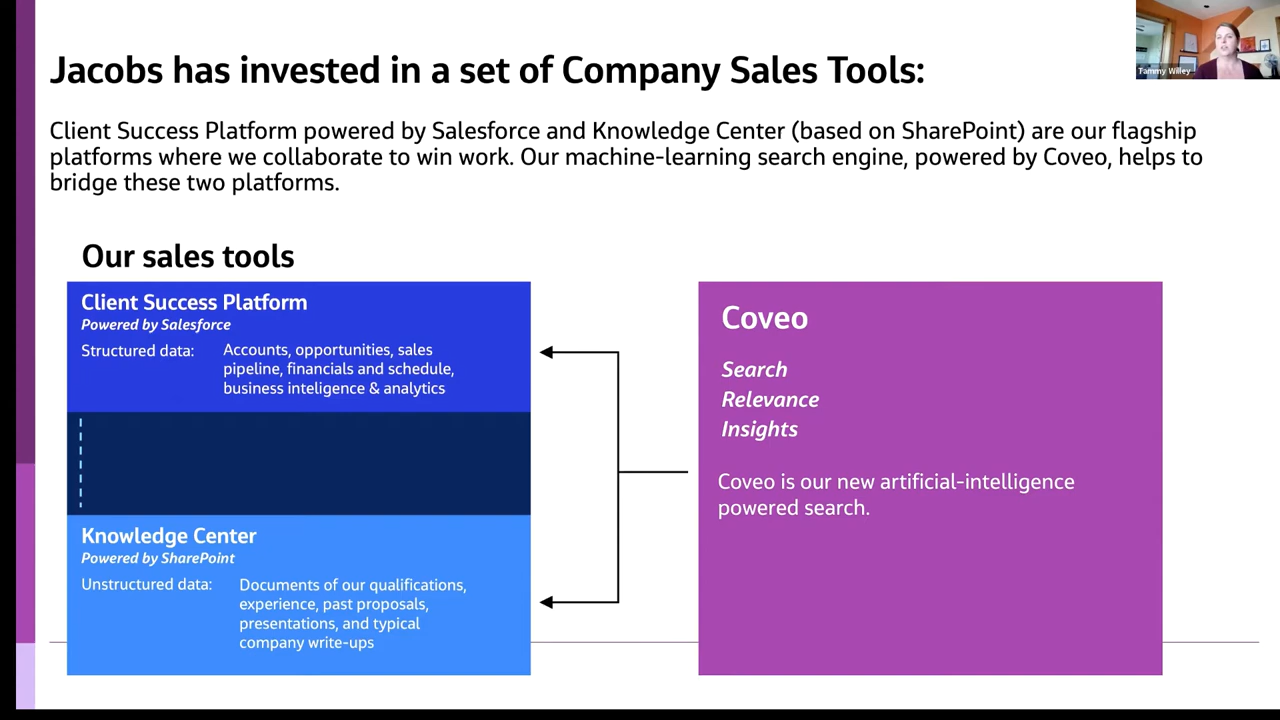 Jacobs has invested in a set of Company Sales Tools:
Tammy Willey
Client Success Platform powered by Salesforce and Knowledge Center (based on SharePoint) are our flagship
platforms where we collaborate to win work. Our machine-learning search engine, powered by Coveo, helps to
bridge these two platforms.
Our sales tools
Client Success Platform
Powered by Salesforce
Structured data:
Accounts, opportunities, sales
pipeline, financials and schedule,
business inteligence & analytics
Knowledge Center
Powered by SharePoint
Unstructured data:
Documents of our qualifications,
experience, past proposals,
presentations, and typical
company write-ups
Coveo
Search
Relevance
Insights
Coveo is our new artificial-intelligence
powered search.